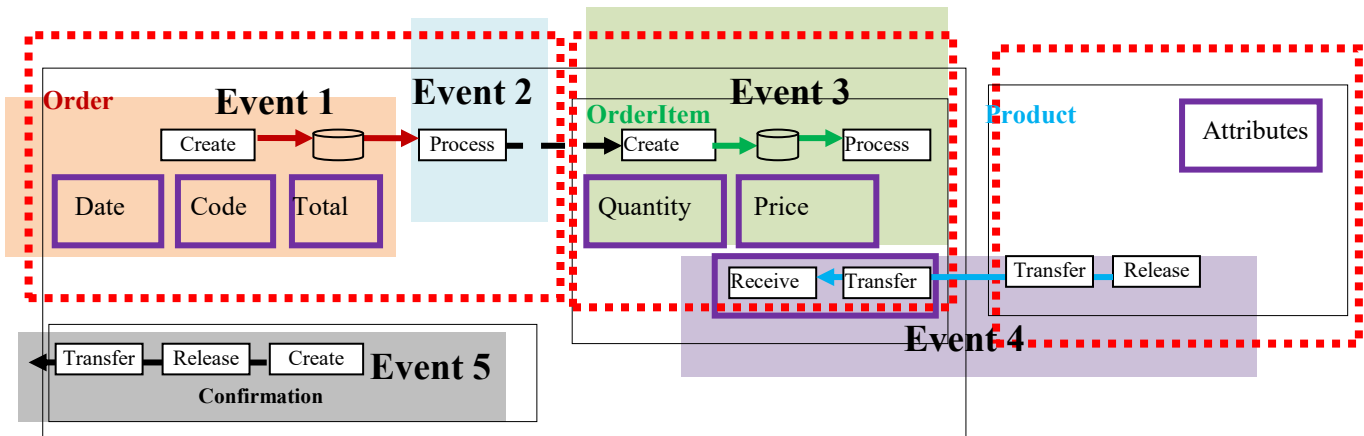 Event 1
Event 2
Event 3
Order
OrderItem
Product
Attributes
Create
Process
Create
Process
Date
Code
Total
Quantity
Price
Receive
Transfer
Transfer
Release
Event 4
Transfer
Release
Create
Event 5
Confirmation